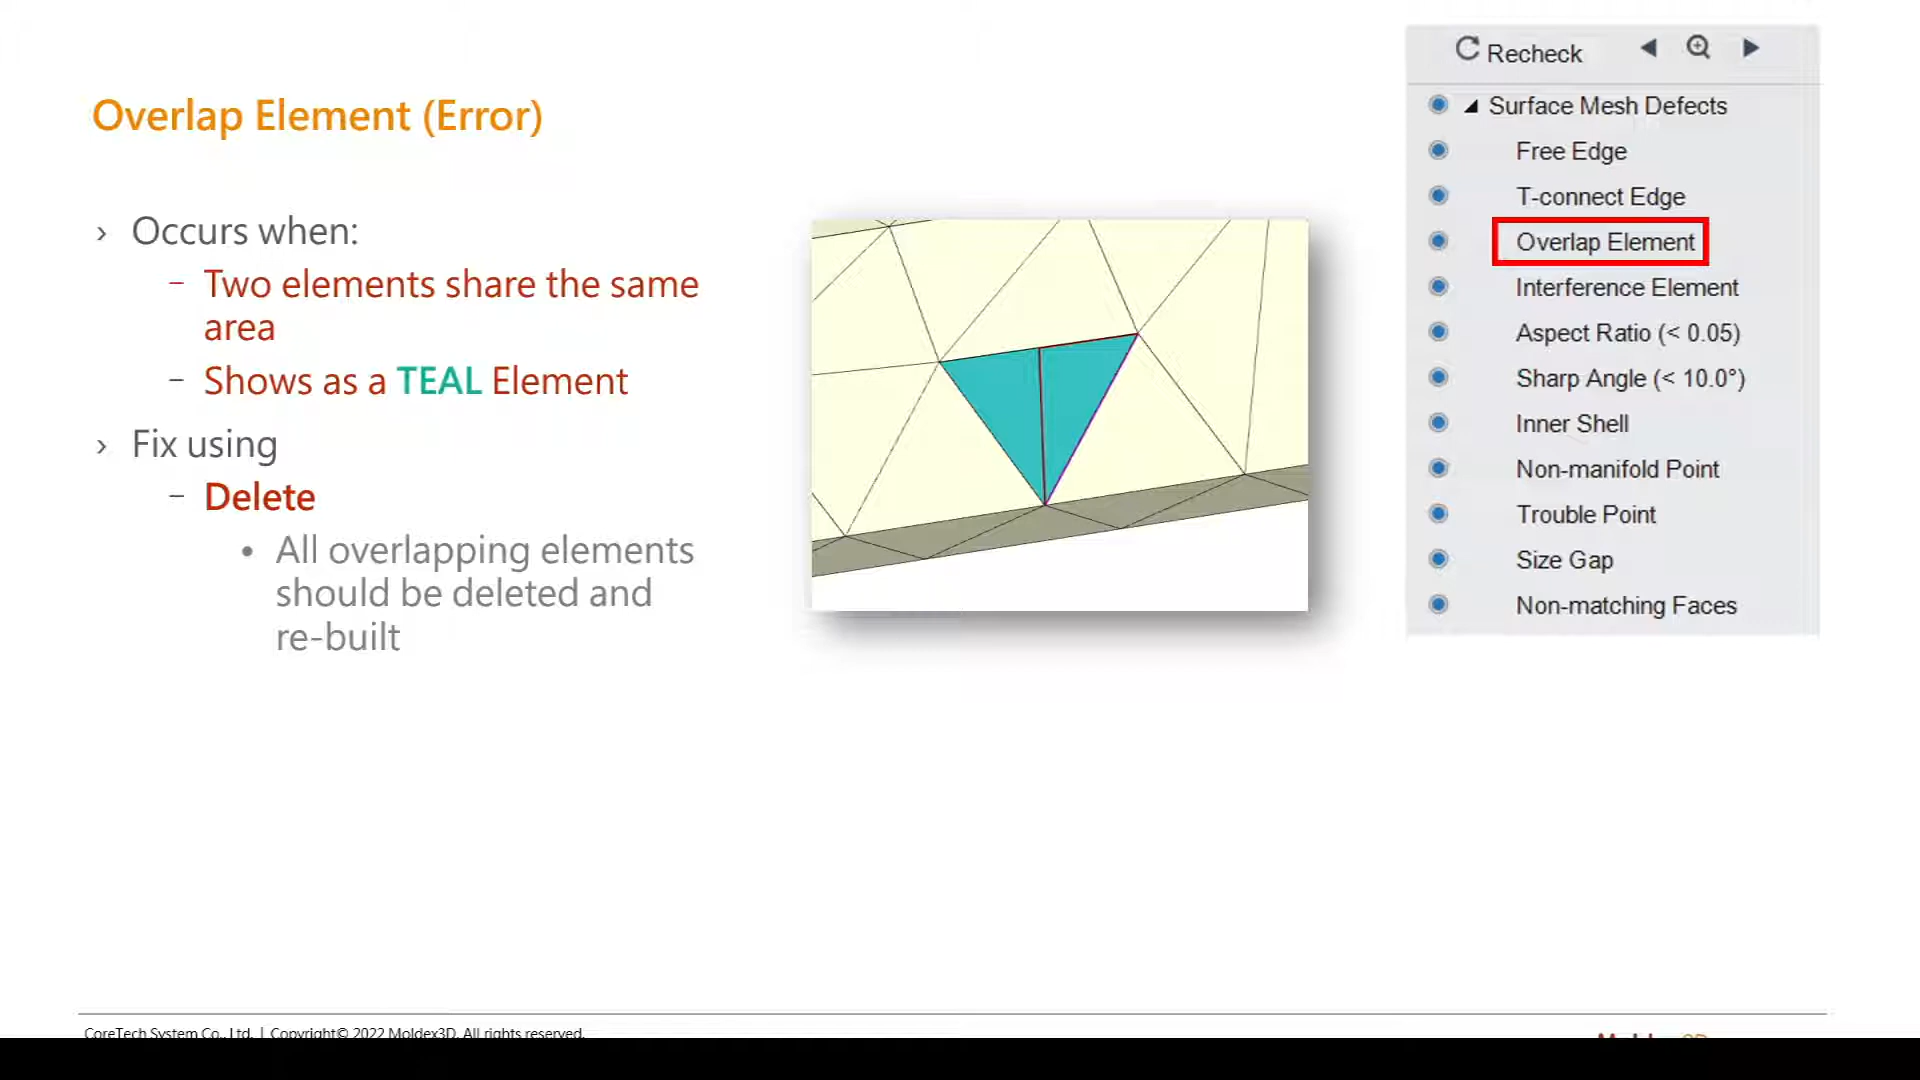 Overlap Element (Error)
› Occurs when:
– Two elements share the same
area
– Shows as a TEAL Element
› Fix using
– Delete
• All overlapping elements
should be deleted and
re-built
Recheck
Surface Mesh Defects
Free Edge
T-connect Edge
Overlap Element
Interference Element
Aspect Ratio (< 0.05)
Sharp Angle (< 10.0°)
Inner Shell
Non-manifold Point
Trouble Point
Size Gap
Non-matching Faces
CoreTech System Co., Ltd. | Copyright© 2022 Moldex3D. All rights reserved.